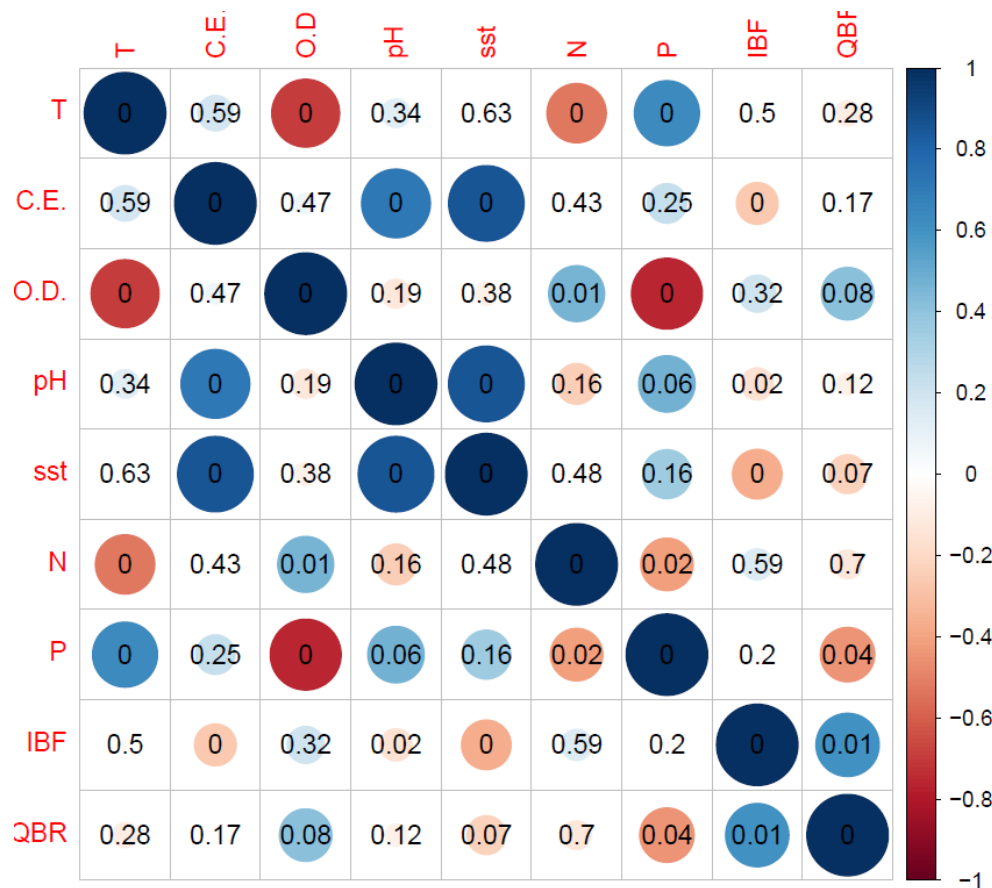 T C.E. O.D pH sst N P IBF QBF
T 0 0.59 0 0.34 0.63 0 0 0.5 0.28 1
0.8
C.E. 0.59 0 0.47 0 0 0.43 0.25 0 0.17 0.6
O.D. 0 0.47 0 0.19 0.38 0.01 0 0.32 0.08 0.4
pH 0.34 0 0.19 0 0 0.16 0.06 0.02 0.12 0.2
sst 0.63 0 0.38 0 0 0.48 0.16 0 0.07 0
N 0 0.43 0.01 0.16 0.48 0 0.02 0.59 0.7 −0.2
P 0 0.25 0 0.06 0.16 0.02 0 0.2 0.04 −0.4
−0.6
IBF 0.5 0 0.32 0.02 0 0.59 0.2 0 0.01 −0.8
QBR 0.28 0.17 0.08 0.12 0.07 0.7 0.04 0.01 0 −1